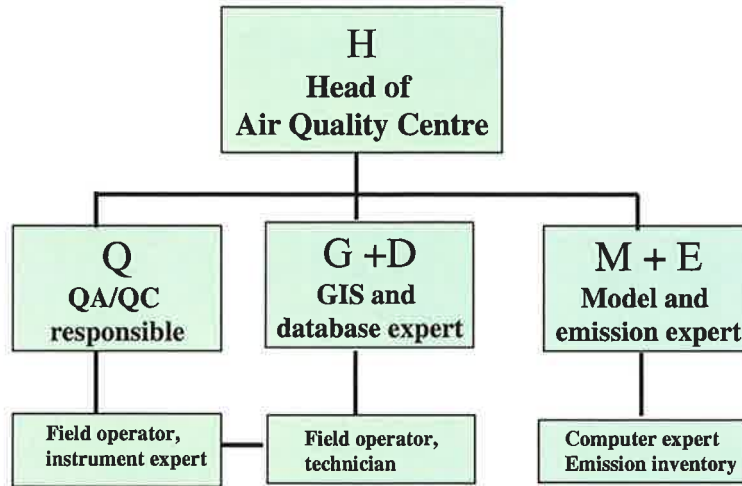 H
Head of
Air Quality Centre
Q
QA/QC
responsible
G +D
GIS and
database expert
M + E
Model and
emission expert
Field operator,
instrument expert
Field operator,
technician
Computer expert
Emission inventory